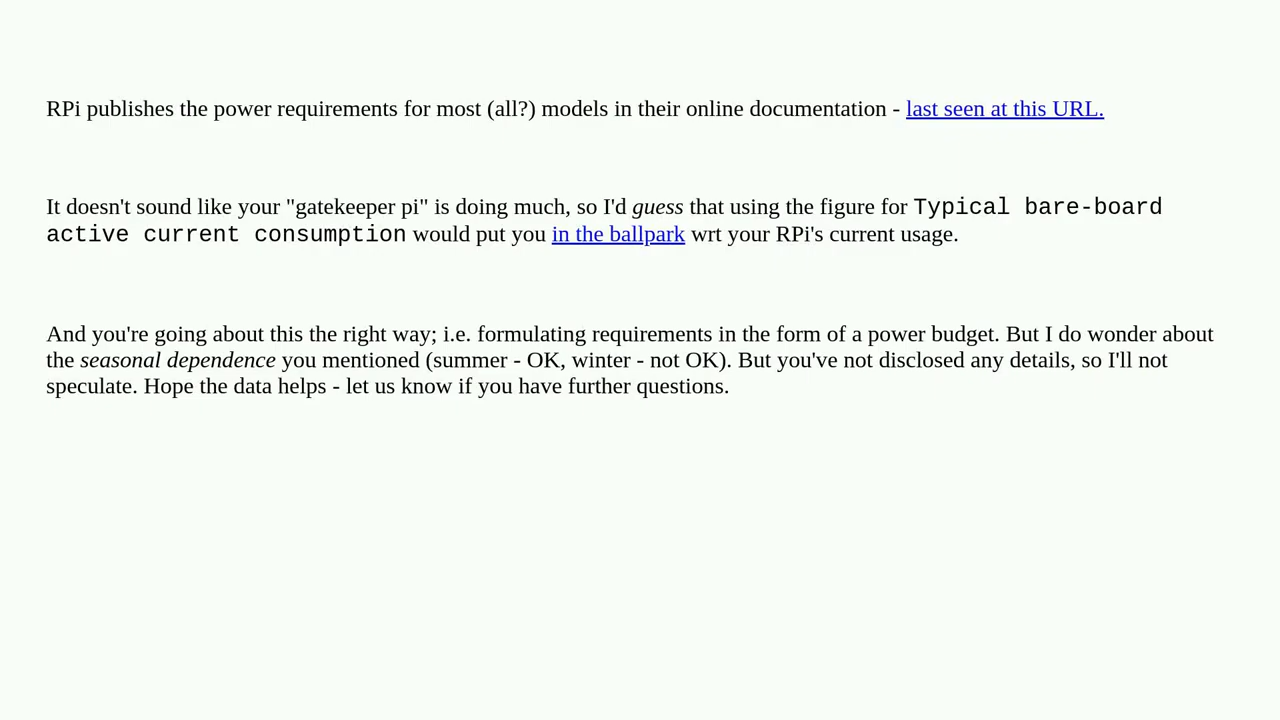 RPi publishes the power requirements for most (all?) models in their online documentation - last seen at this URL.
It doesn't sound like your "gatekeeper pi" is doing much, so I'd guess that using the figure for Typical bare-board
active current consumption would put you in the ballpark wrt your RPi's current usage.
And you're going about this the right way; i.e. formulating requirements in the form of a power budget. But I do wonder about
the seasonal dependence you mentioned (summer - OK, winter - not OK). But you've not disclosed any details, so I'll not
speculate. Hope the data helps - let us know if you have further questions.